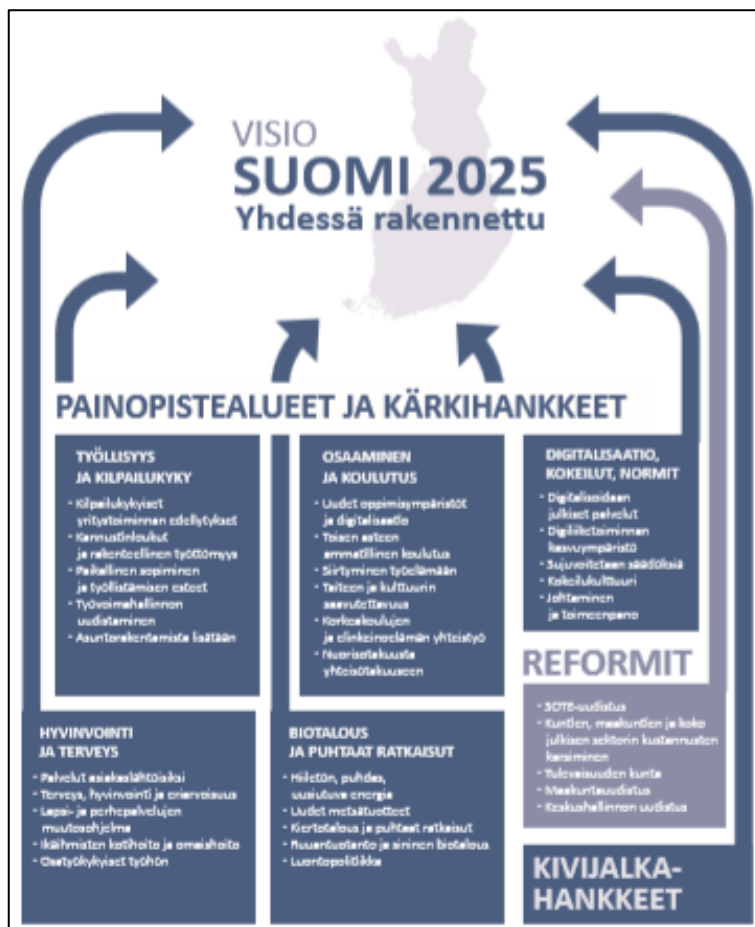 VISIO
SUOMI 2025
Yhdessä rakennettu
PAINOPISTEALUEET JA KÄRKIHANKKEET
TYÖLLISYYS
JA KILPAILUKYKY
- Kilpailukykyiset
yritystoiminnan edellytykset
- Kannustinloukut
ja rakenteellinen työttömyys
- Paikallinen sopiminen
ja työllistämisen esteet
- Työvoimahallinnon
uudistaminen
- Asuntorakentamista lisätään
OSAAMINEN
JA KOULUTUS
- Uudet oppimisympäristöt
ja digitalisaatio
- Toisen asteen
ammatillinen koulutus
- Siirtyminen työelämään
- Taiteen ja kulttuurin
saavutettavuus
- Korkeakoulujen
ja elinkeinoelämän yhteistyö
- Nuorisotakuusta
yhteisötakuuseen
DIGITALISAATIO,
KOKEILUT, NORMIT
- Digitalisoidaan
julkiset palvelut
- Digiliiketoiminnan
kasvuympäristö
- Sujuvoitetaan säädöksiä
- Kokeilukulttuuri
- Johtaminen
ja toimeenpano
HYVINVOINTI
JA TERVEYS
- Palvelut asiakaslähtöisiksi
- Terveys, hyvinvointi ja eriarvoisuus
- Lapsi- ja perhepalvelujen
muutosohjelma
- Ikäihmisten kotihoito ja omaishoito
- Osatyökykyiset työhön
BIOTALOUS
JA PUHTAAT RATKAISUT
- Hiiletön, puhdas,
uusiutuva energia
- Uudet metsätuotteet
- Kiertotalous ja puhtaat ratkaisut
- Ruuantuotanto ja sininen biotalous
- Luontopolitiikka
REFORMIT
- SOTE-uudistus
- Kuntien, maakuntien ja koko
julkisen sektorin kustannusten
karsiminen
- Tulevaisuuden kunta
- Maakuntauudistus
- Keskushallinnon uudistus
KIVIJALKA-
HANKKEET